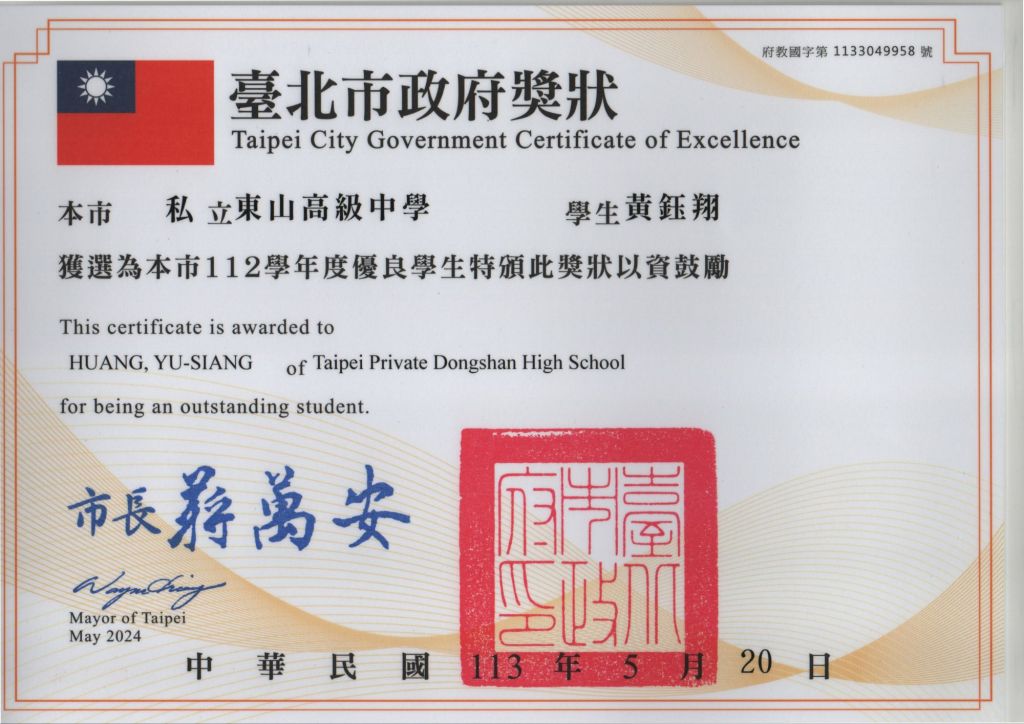 府教國字第 1133049958 號
臺北市政府獎狀
Taipei City Government Certificate of Excellence
本市 私立東山高級中學 學生黃鈺翔
獲選為本市112學年度優良學生特頒此獎狀以資鼓勵
This certificate is awarded to
HUANG, YU-SIANG of Taipei Private Dongshan High School
for being an outstanding student.
市長 蔣萬安
臺北市政府印
Wayne Chiang
Mayor of Taipei
May 2024
中華民國 113 年 5 月 20 日